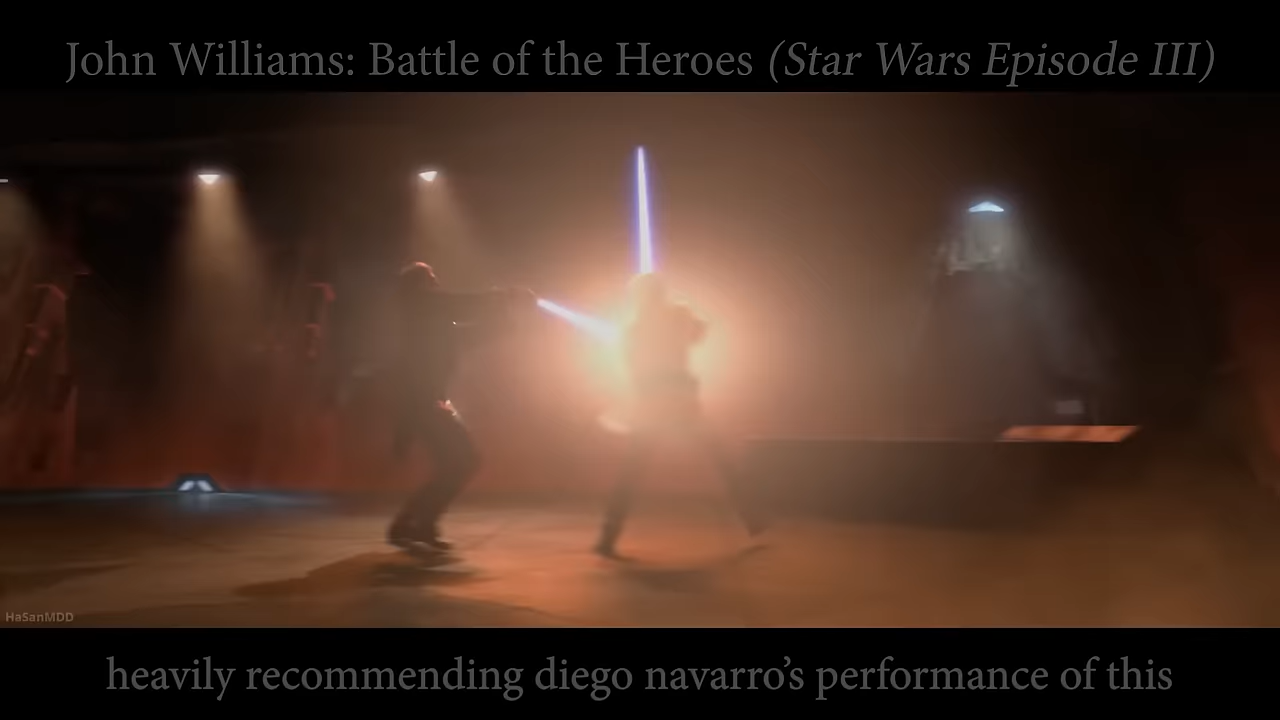 John Williams: Battle of the Heroes (Star Wars Episode III)
HaSanMDD
heavily recommending diego navarro’s performance of this